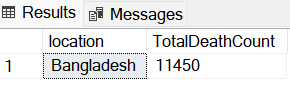 Results Messages
location TotalDeathCount
1 Bangladesh 11450